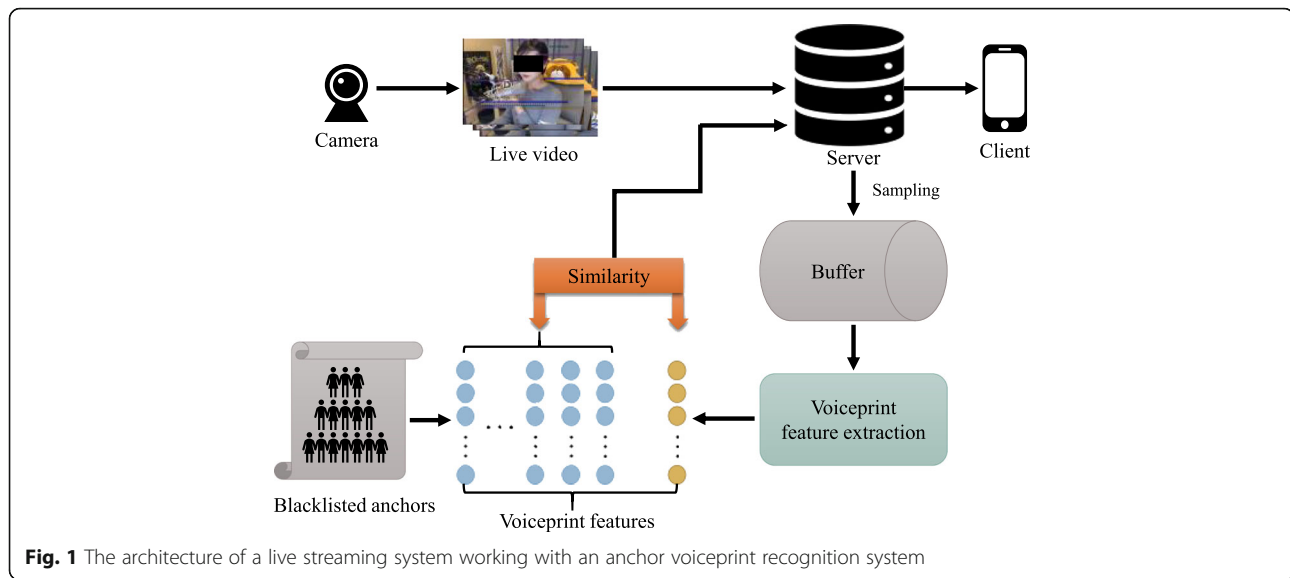 Camera
Live video
Server
Client
Sampling
Buffer
Similarity
Voiceprint
feature extraction
. . .
Blacklisted anchors
Voiceprint features
Fig. 1 The architecture of a live streaming system working with an anchor voiceprint recognition system